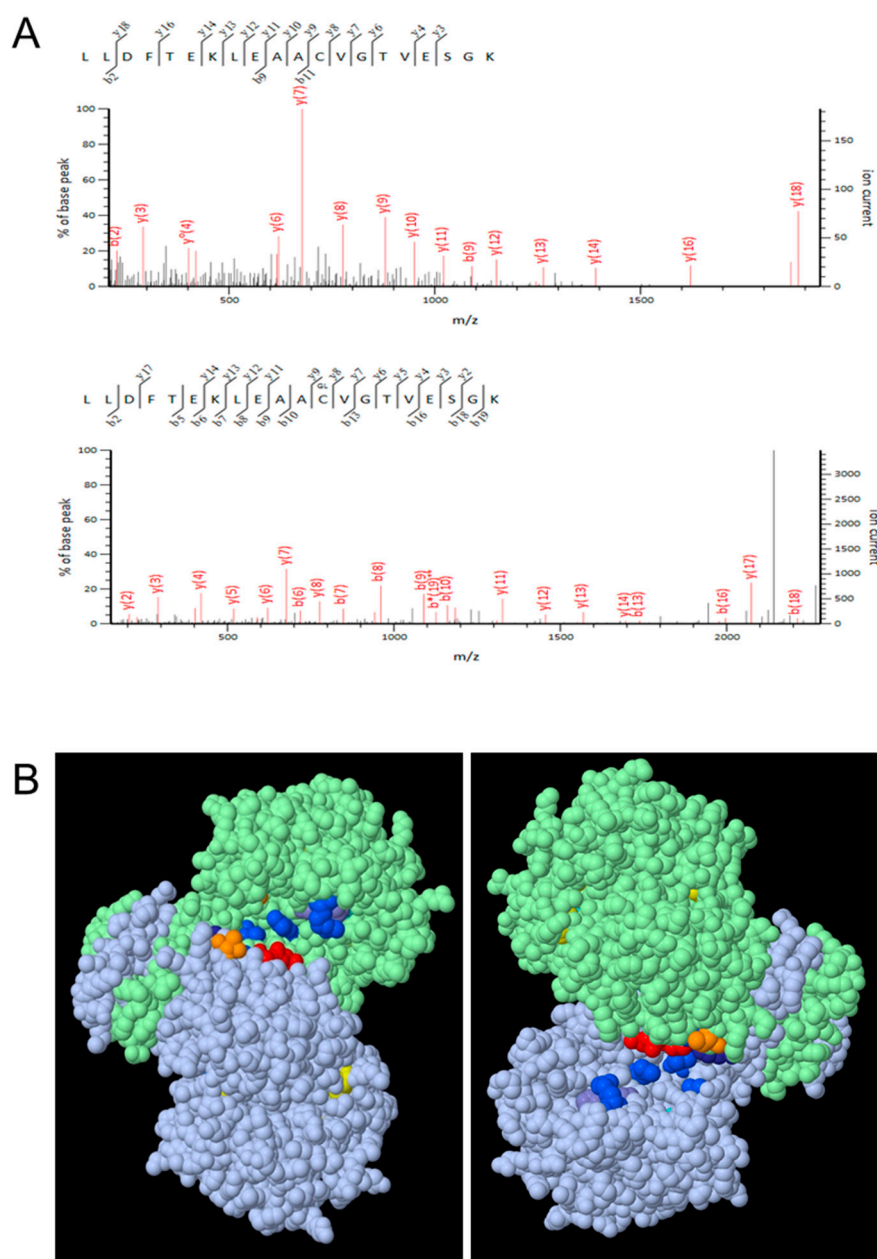 A
y18 y16 y14 y13 y12 y11 y10 y9 y8 y7 y6 y4 y3
L L D F T E K L E A A C V G T V E S G K
b2 b9 b11
% of base peak
100
80
60
40
20
0
b(2) y(3) yº(4) y(6) y(7) y(8) y(9) y(10) y(11) b(9) y(12) y(13) y(14) y(16) y(18)
150
100
50
0
ion current
500 1000 1500
m/z
y17 y14 y13 y12 y11 y9 y8 y7 y6 y5 y4 y3 y2
GL
L L D F T E K L E A A C V G T V E S G K
b2 b5 b6 b7 b8 b9 b10 b13 b16 b18 b19
% of base peak
100
80
60
40
20
0
y(2) y(3) y(4) y(5) y(6) y(7) b(6) y(8) b(7) b(8) b(9) b(10) y(11) y(12) y(13) y(14) b(13) b(16) y(17) b(18)
3000
2500
2000
1500
1000
500
0
ion current
500 1000 1500 2000
m/z
B